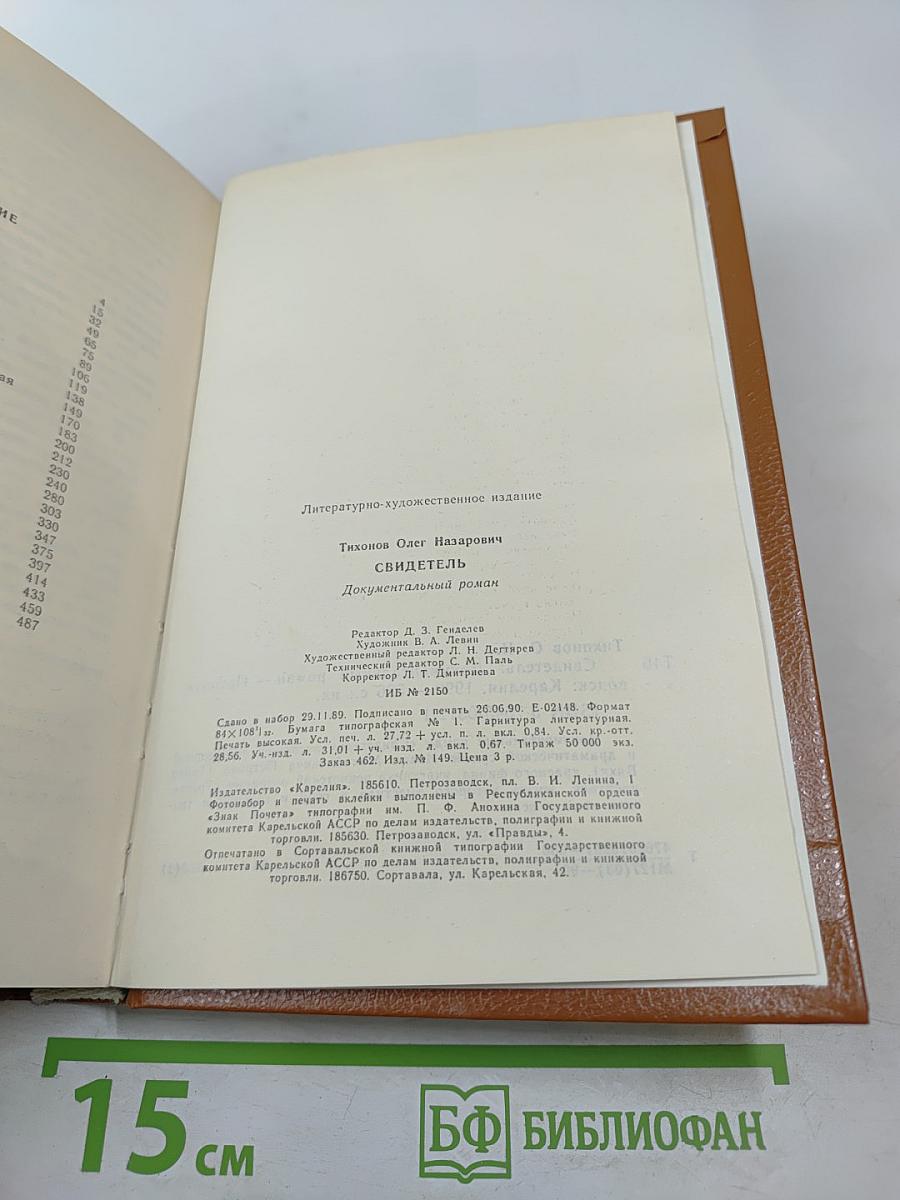 ИЕ
ая
4
15
32
49
65
75
89
106
119
138
149
170
183
200
212
230
240
280
303
330
347
375
397
414
433
459
487
Литературно-художественное издание
Тихонов Олег Назарович
СВИДЕТЕЛЬ
Документальный роман
Редактор Д. З. Генделев
Художник В. А. Левин
Художественный редактор Л. Н. Дегтярев
Технический редактор С. М. Паль
Корректор Л. Т. Дмитриева
ИБ № 2150
Сдано в набор 29.11.89. Подписано в печать 26.06.90. Е-02148. Формат
84×108¹/₃₂. Бумага типографская № 1. Гарнитура литературная.
Печать высокая. Усл. печ. л. 27,72 + усл. п. л. вкл. 0,84. Усл. кр.-отт.
28,56. Уч.-изд. л. 31,01 + уч. изд. л. вкл. 0,67. Тираж 50 000 экз.
Заказ 462. Изд. № 149. Цена 3 р.
Издательство «Карелия». 185610. Петрозаводск, пл. В. И. Ленина, 1
Фотонабор и печать вклейки выполнены в Республиканской ордена
«Знак Почета» типографии им. П. Ф. Анохина Государственного
комитета Карельской АССР по делам издательств, полиграфии и книжной
торговли. 185630. Петрозаводск, ул. «Правды», 4.
Отпечатано в Сортавальской книжной типографии Государственного
комитета Карельской АССР по делам издательств, полиграфии и книжной
торговли. 186750. Сортавала, ул. Карельская, 42.
15 см
БФ БИБЛИОФАН